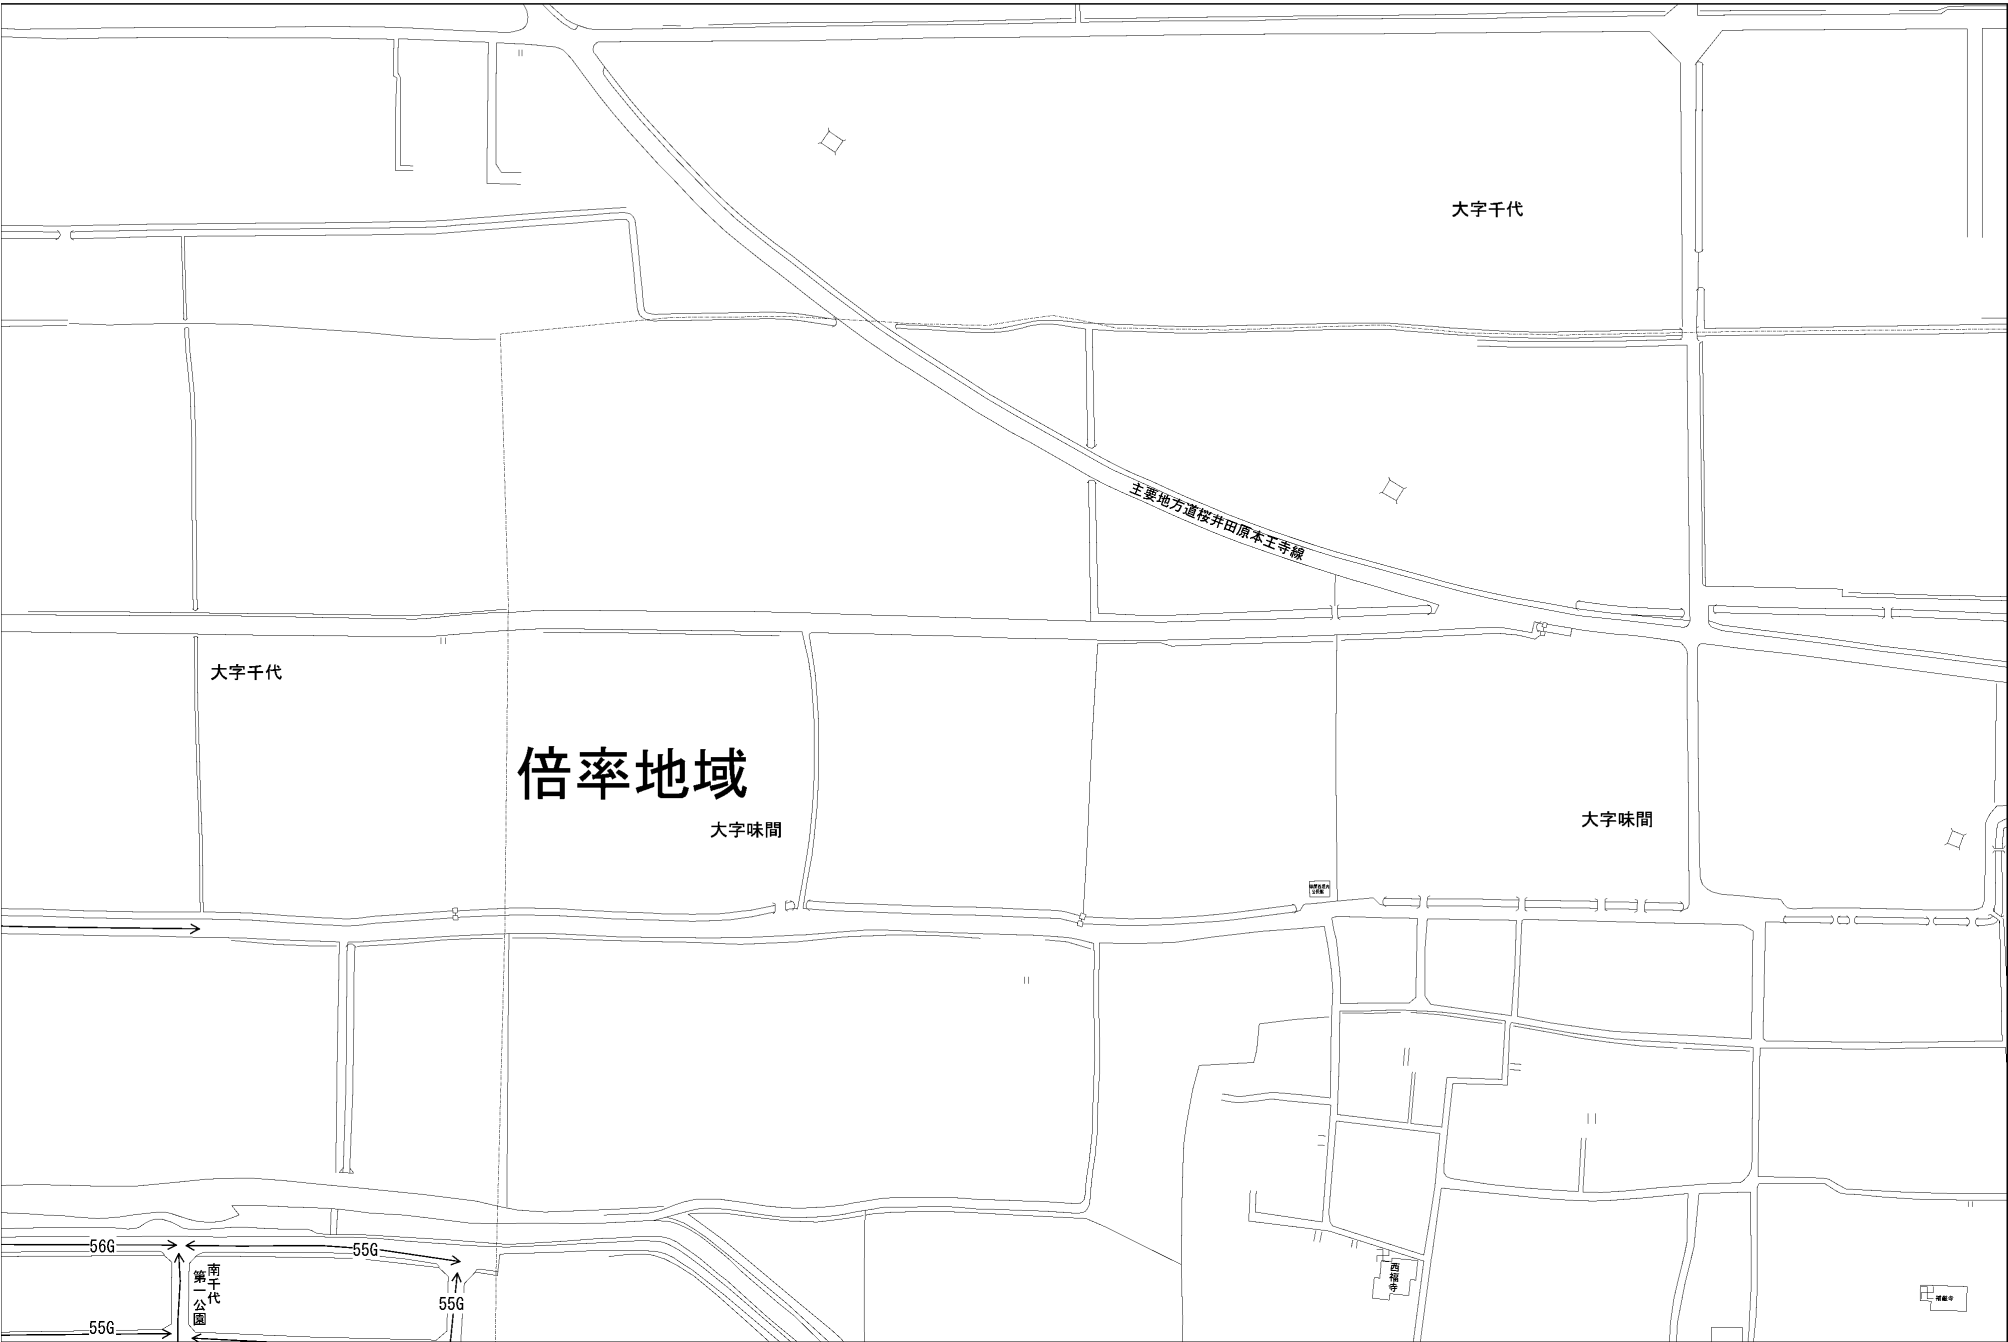 大字千代
主要地方道桜井田原本王寺線
大字千代
倍率地域
大字味間
大字味間
56G
55G
南千代
第一公園
西福寺
55G
55G